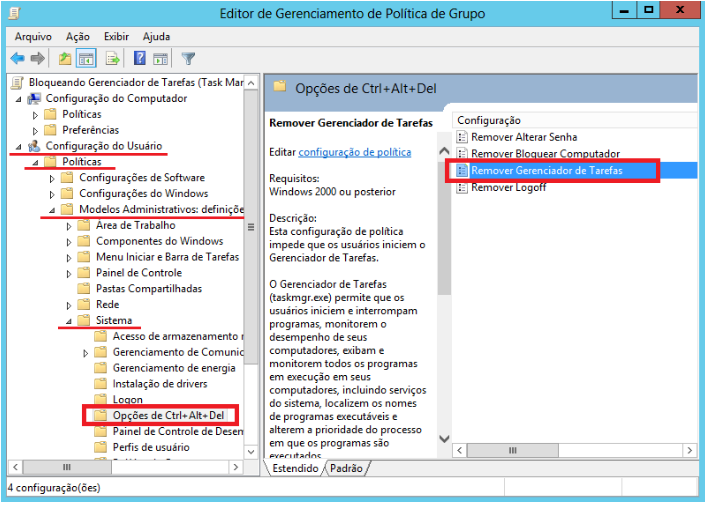 Editor de Gerenciamento de Política de Grupo
Arquivo Ação Exibir Ajuda
Bloqueando Gerenciador de Tarefas (Task Mar
Configuração do Computador
Políticas
Preferências
Configuração do Usuário
Políticas
Configurações de Software
Configurações do Windows
Modelos Administrativos: definiçõe
Área de Trabalho
Componentes do Windows
Menu Iniciar e Barra de Tarefas
Painel de Controle
Pastas Compartilhadas
Rede
Sistema
Acesso de armazenamento r
Gerenciamento de Comunic
Gerenciamento de energia
Instalação de drivers
Logon
Opções de Ctrl+Alt+Del
Painel de Controle de Desem
Perfis de usuário
Opções de Ctrl+Alt+Del
Remover Gerenciador de Tarefas
Editar configuração de política
Requisitos:
Windows 2000 ou posterior
Descrição:
Esta configuração de política
impede que os usuários iniciem o
Gerenciador de Tarefas.
O Gerenciador de Tarefas
(taskmgr.exe) permite que os
usuários iniciem e interrompam
programas, monitorem o
desempenho de seus
computadores, exibam e
monitorem todos os programas
em execução em seus
computadores, incluindo serviços
do sistema, localizem os nomes
de programas executáveis e
alterem a prioridade do processo
em que os programas são
executados
Configuração
Remover Alterar Senha
Remover Bloquear Computador
Remover Gerenciador de Tarefas
Remover Logoff
Estendido Padrão
4 configuração(ões)